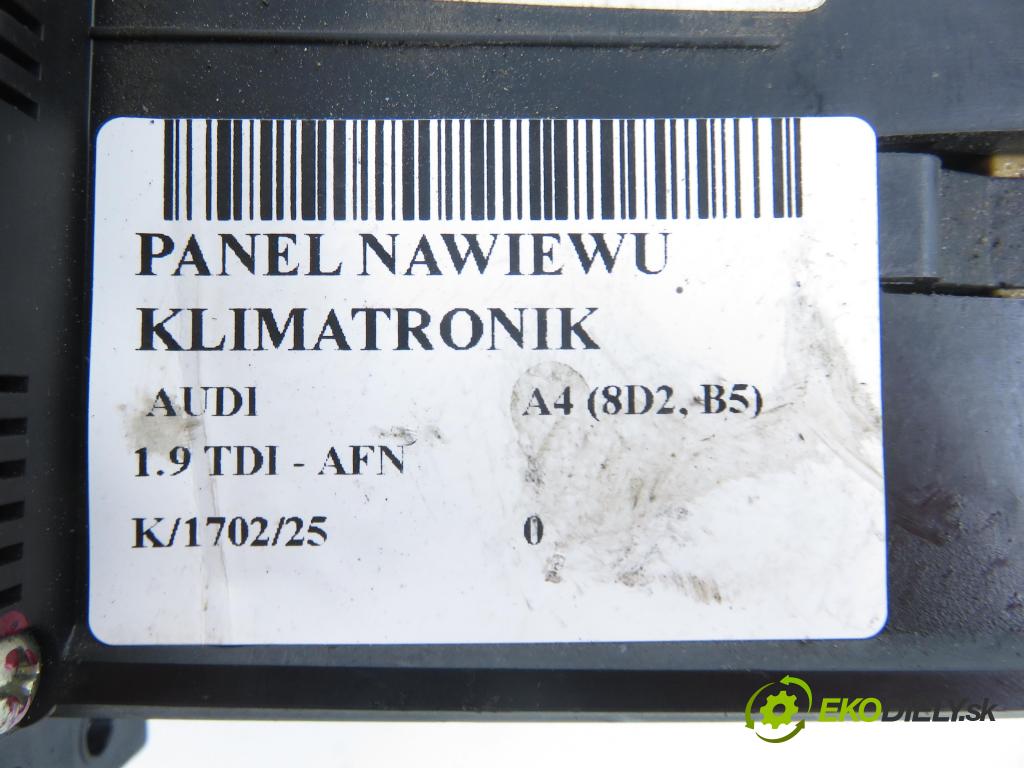 PANEL NAWIEWU
KLIMATRONIK
AUDI A4 (8D2, B5)
1.9 TDI - AFN
K/1702/25 0
EKODIELY.sk